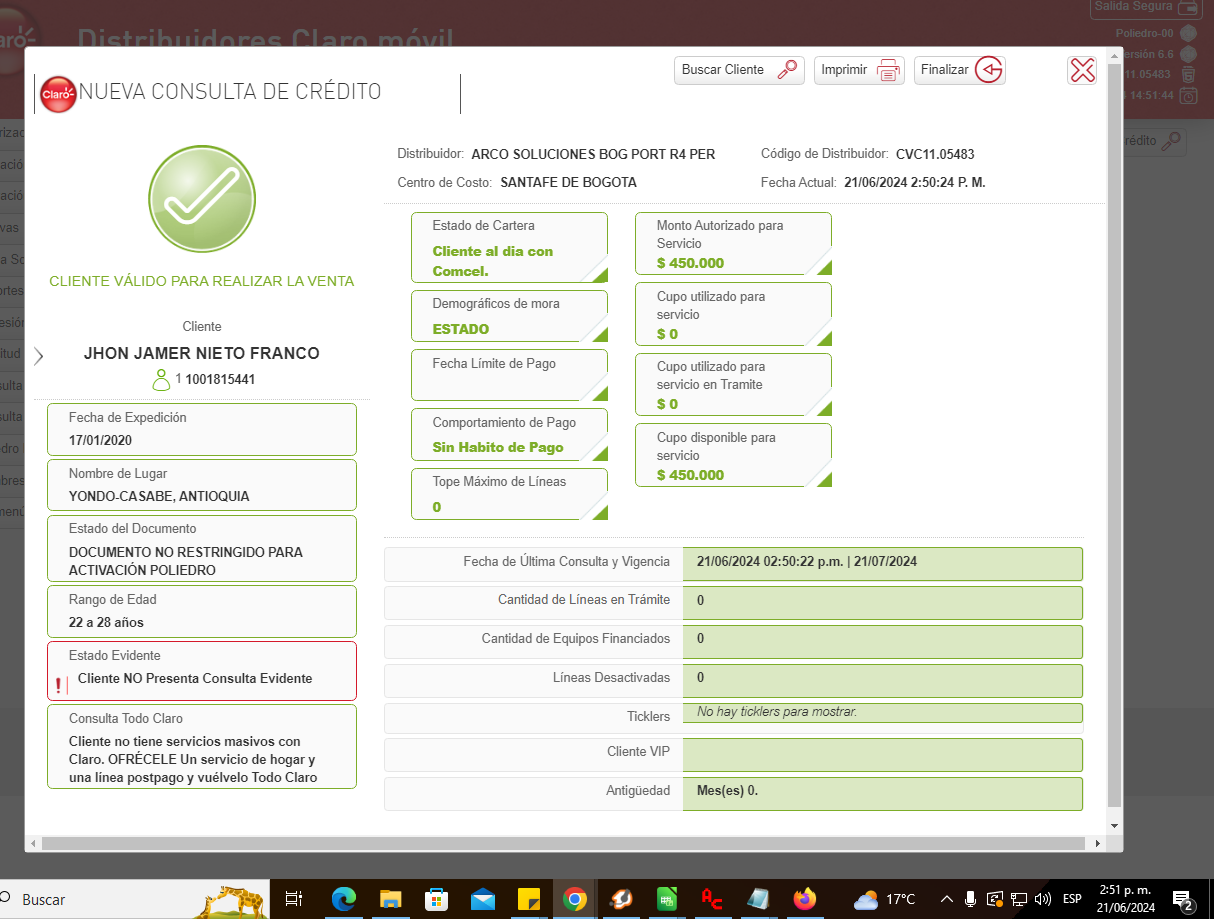 Salida Segura
Distribuidores Claro móvil
Poliedro-00
ersión 6.6
11.05483
14:51:44
rédito
Buscar Cliente
Imprimir
Finalizar
Claro
NUEVA CONSULTA DE CRÉDITO
Distribuidor: ARCO SOLUCIONES BOG PORT R4 PER
Código de Distribuidor: CVC11.05483
Centro de Costo: SANTAFE DE BOGOTA
Fecha Actual: 21/06/2024 2:50:24 P. M.
CLIENTE VÁLIDO PARA REALIZAR LA VENTA
Cliente
JHON JAMER NIETO FRANCO
1 1001815441
Fecha de Expedición
17/01/2020
Nombre de Lugar
YONDO-CASABE, ANTIOQUIA
Estado del Documento
DOCUMENTO NO RESTRINGIDO PARA
ACTIVACIÓN POLIEDRO
Rango de Edad
22 a 28 años
Estado Evidente
Cliente NO Presenta Consulta Evidente
Consulta Todo Claro
Cliente no tiene servicios masivos con
Claro. OFRÉCELE Un servicio de hogar y
una línea postpago y vuélvelo Todo Claro
Estado de Cartera
Cliente al dia con
Comcel.
Demográficos de mora
ESTADO
Fecha Límite de Pago
Comportamiento de Pago
Sin Habito de Pago
Tope Máximo de Líneas
0
Monto Autorizado para
Servicio
$ 450.000
Cupo utilizado para
servicio
$ 0
Cupo utilizado para
servicio en Tramite
$ 0
Cupo disponible para
servicio
$ 450.000
Fecha de Última Consulta y Vigencia 21/06/2024 02:50:22 p.m. | 21/07/2024
Cantidad de Líneas en Trámite 0
Cantidad de Equipos Financiados 0
Líneas Desactivadas 0
Ticklers No hay ticklers para mostrar.
Cliente VIP
Antigüedad Mes(es) 0.
Buscar
17°C
ESP
2:51 p. m.
21/06/2024
2